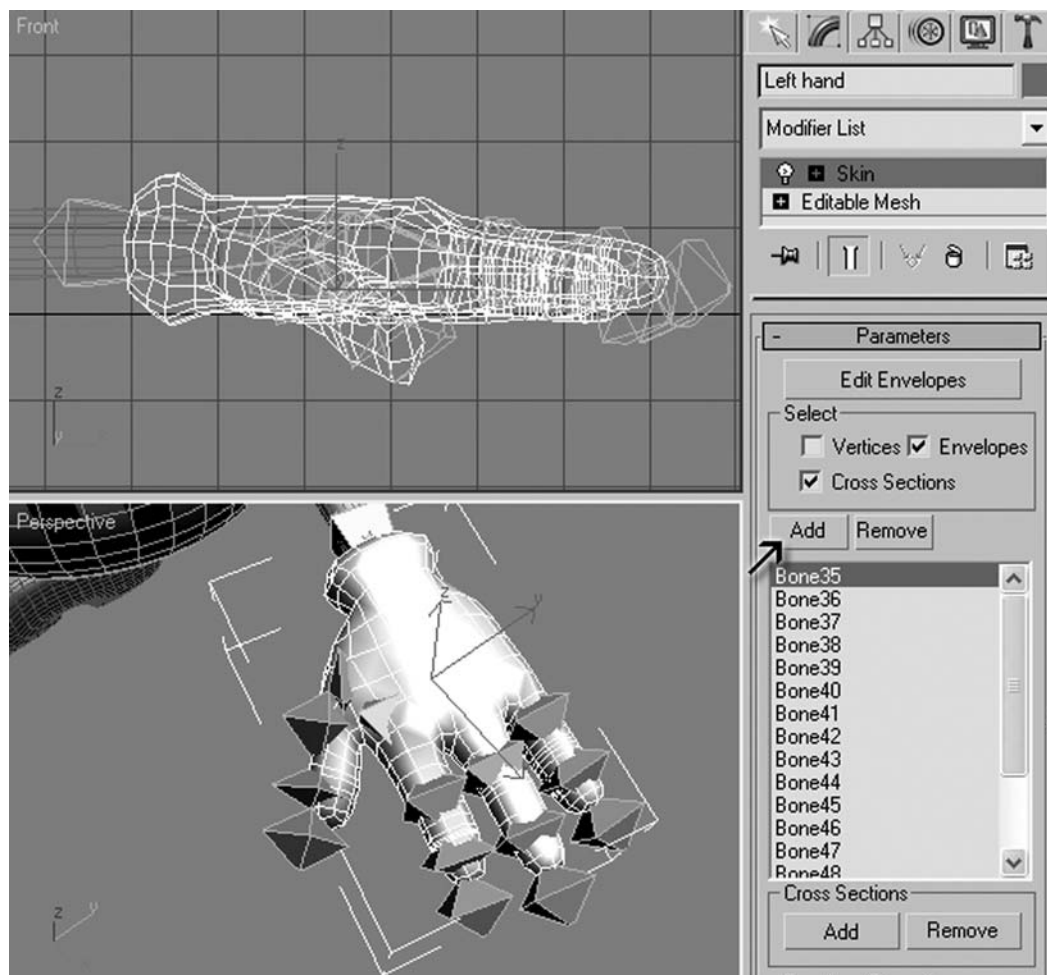 Front
z
z
y
Perspective
z
y
z
y
Left hand
Modifier List
Skin
Editable Mesh
- Parameters
Edit Envelopes
Select
Vertices Envelopes
Cross Sections
Add Remove
Bone35
Bone36
Bone37
Bone38
Bone39
Bone40
Bone41
Bone42
Bone43
Bone44
Bone45
Bone46
Bone47
Bone48
Cross Sections
Add Remove